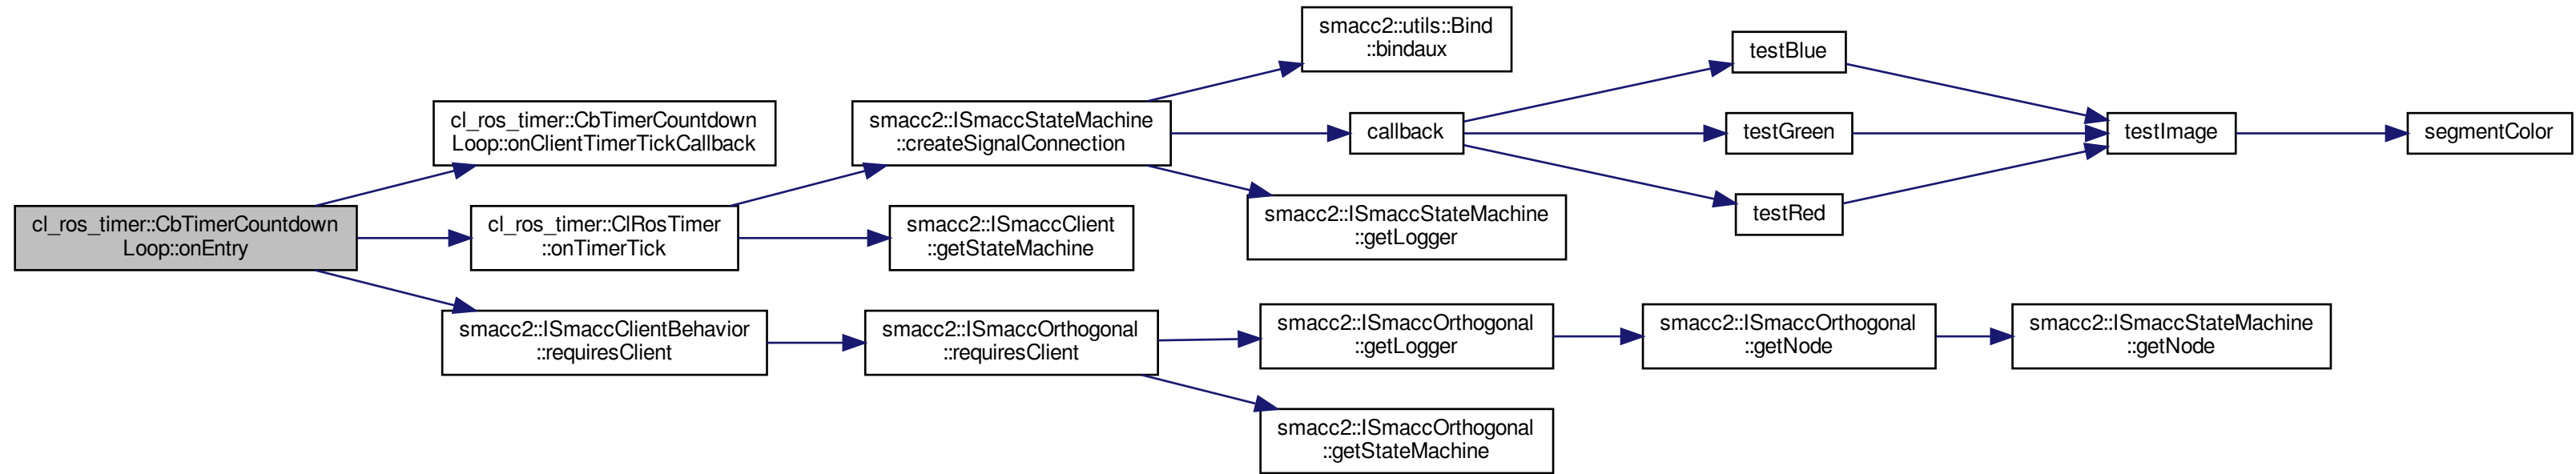 cl_ros_timer::CbTimerCountdown
Loop::onEntry
cl_ros_timer::CbTimerCountdown
Loop::onClientTimerTickCallback
cl_ros_timer::ClRosTimer
::onTimerTick
smacc2::ISmaccClientBehavior
::requiresClient
smacc2::ISmaccStateMachine
::createSignalConnection
smacc2::ISmaccClient
::getStateMachine
smacc2::ISmaccOrthogonal
::requiresClient
smacc2::utils::Bind
::bindaux
callback
smacc2::ISmaccStateMachine
::getLogger
smacc2::ISmaccOrthogonal
::getLogger
smacc2::ISmaccOrthogonal
::getStateMachine
testBlue
testGreen
testRed
smacc2::ISmaccOrthogonal
::getNode
testImage
smacc2::ISmaccStateMachine
::getNode
segmentColor